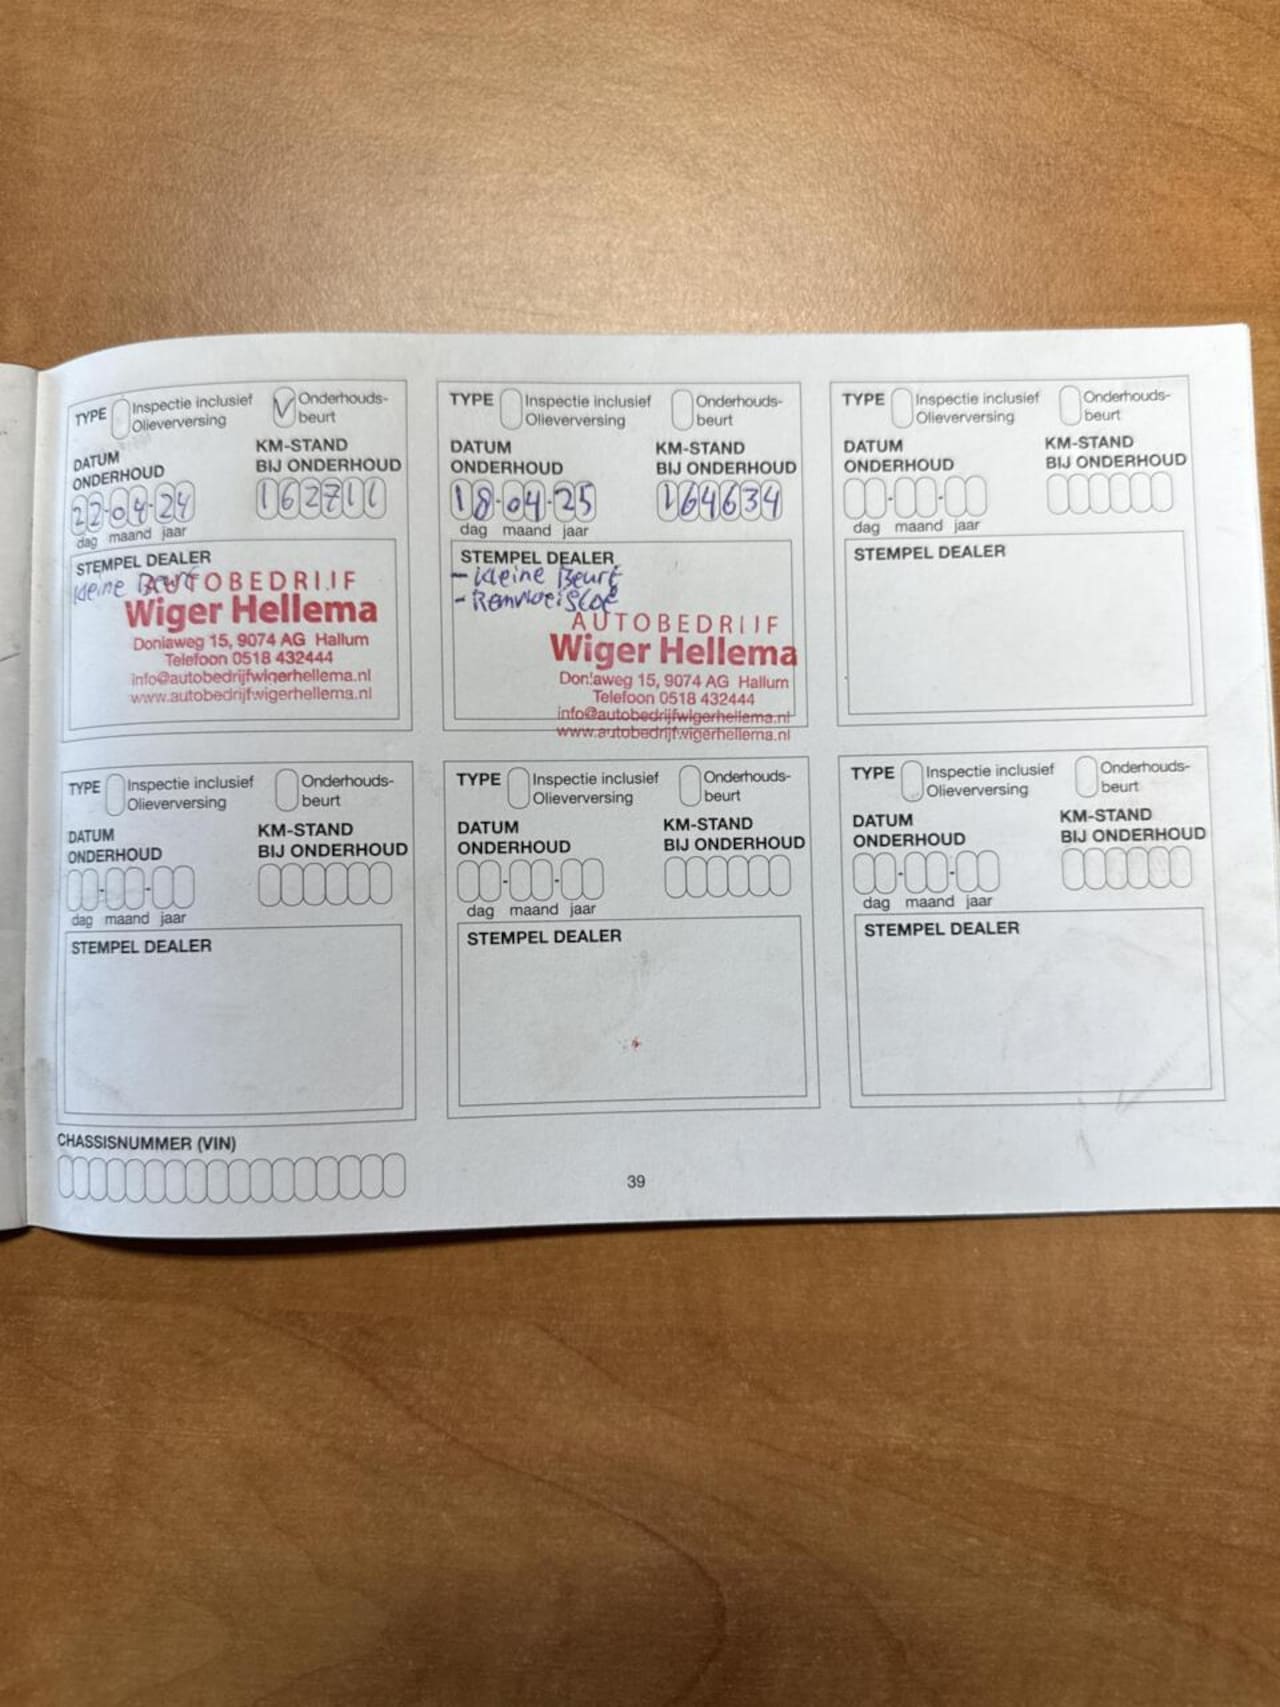 TYPE Inspectie inclusief Olieverversing Onderhouds-beurt
DATUM ONDERHOUD
KM-STAND BIJ ONDERHOUD
22-04-24
162711
dag maand jaar
STEMPEL DEALER
kleine Beurt
AUTOBEDRIJF
Wiger Hellema
Doniaweg 15, 9074 AG Hallum
Telefoon 0518 432444
info@autobedrijfwigerhellema.nl
www.autobedrijfwigerhellema.nl
TYPE Inspectie inclusief Olieverversing Onderhouds-beurt
DATUM ONDERHOUD
KM-STAND BIJ ONDERHOUD
18-04-25
164634
dag maand jaar
STEMPEL DEALER
- kleine Beurt
- Remvloeistof
AUTOBEDRIJF
Wiger Hellema
Doniaweg 15, 9074 AG Hallum
Telefoon 0518 432444
info@autobedrijfwigerhellema.nl
www.autobedrijfwigerhellema.nl
TYPE Inspectie inclusief Olieverversing Onderhouds-beurt
DATUM ONDERHOUD
KM-STAND BIJ ONDERHOUD
dag maand jaar
STEMPEL DEALER
TYPE Inspectie inclusief Olieverversing Onderhouds-beurt
DATUM ONDERHOUD
KM-STAND BIJ ONDERHOUD
dag maand jaar
STEMPEL DEALER
TYPE Inspectie inclusief Olieverversing Onderhouds-beurt
DATUM ONDERHOUD
KM-STAND BIJ ONDERHOUD
dag maand jaar
STEMPEL DEALER
TYPE Inspectie inclusief Olieverversing Onderhouds-beurt
DATUM ONDERHOUD
KM-STAND BIJ ONDERHOUD
dag maand jaar
STEMPEL DEALER
CHASSISNUMMER (VIN)
39